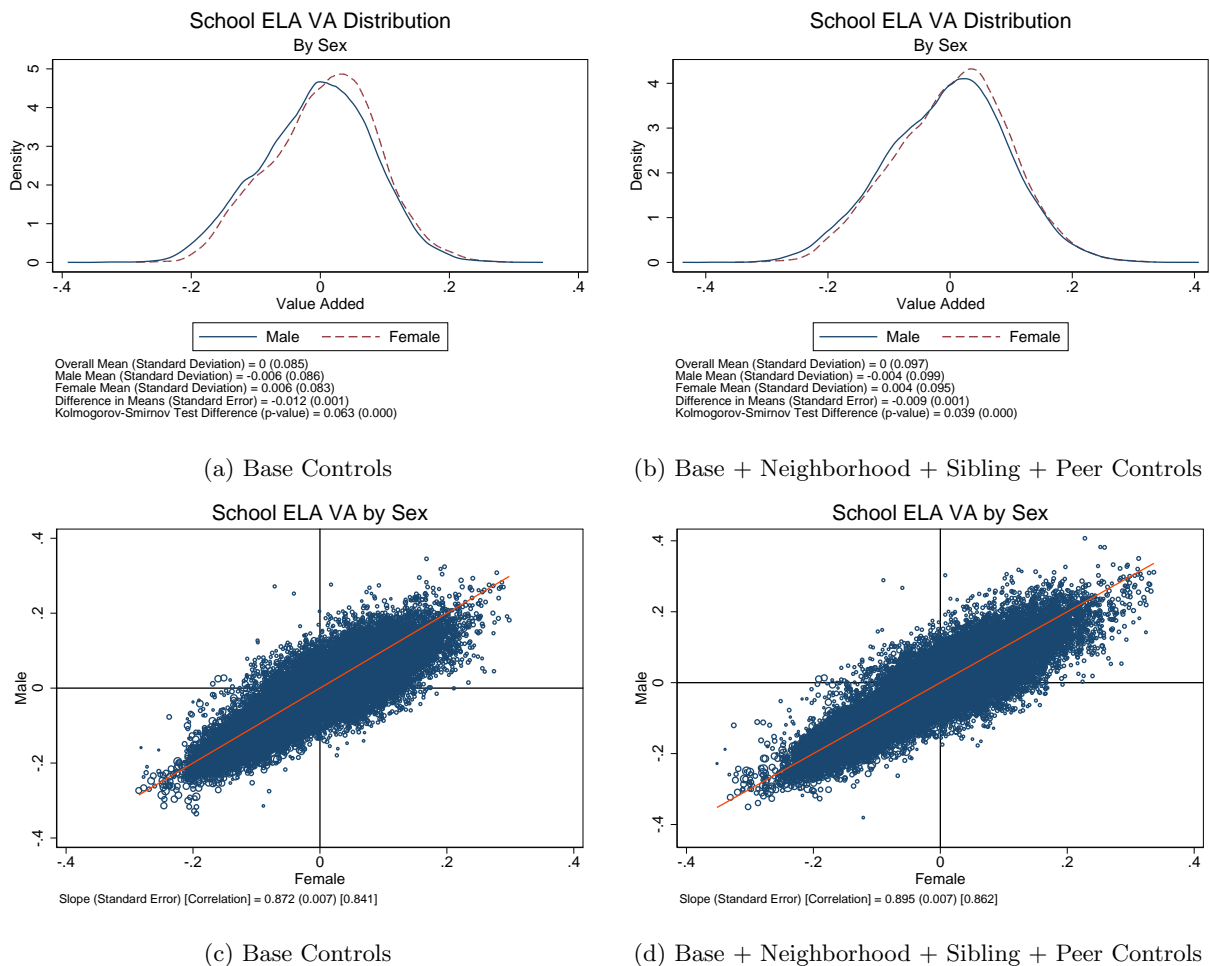 School ELA VA Distribution
By Sex
Density
0
1
2
3
4
5
-.4
-.2
0
.2
.4
Value Added
Male
Female
Overall Mean (Standard Deviation) = 0 (0.085)
Male Mean (Standard Deviation) = -0.006 (0.086)
Female Mean (Standard Deviation) = 0.006 (0.083)
Difference in Means (Standard Error) = -0.012 (0.001)
Kolmogorov-Smirnov Test Difference (p-value) = 0.063 (0.000)
(a) Base Controls
School ELA VA Distribution
By Sex
Density
0
1
2
3
4
-.4
-.2
0
.2
.4
Value Added
Male
Female
Overall Mean (Standard Deviation) = 0 (0.097)
Male Mean (Standard Deviation) = -0.004 (0.099)
Female Mean (Standard Deviation) = 0.004 (0.095)
Difference in Means (Standard Error) = -0.009 (0.001)
Kolmogorov-Smirnov Test Difference (p-value) = 0.039 (0.000)
(b) Base + Neighborhood + Sibling + Peer Controls
School ELA VA by Sex
Male
-.4
-.2
0
.2
.4
-.4
-.2
0
.2
.4
Female
Slope (Standard Error) [Correlation] = 0.872 (0.007) [0.841]
(c) Base Controls
School ELA VA by Sex
Male
-.4
-.2
0
.2
.4
-.4
-.2
0
.2
.4
Female
Slope (Standard Error) [Correlation] = 0.895 (0.007) [0.862]
(d) Base + Neighborhood + Sibling + Peer Controls